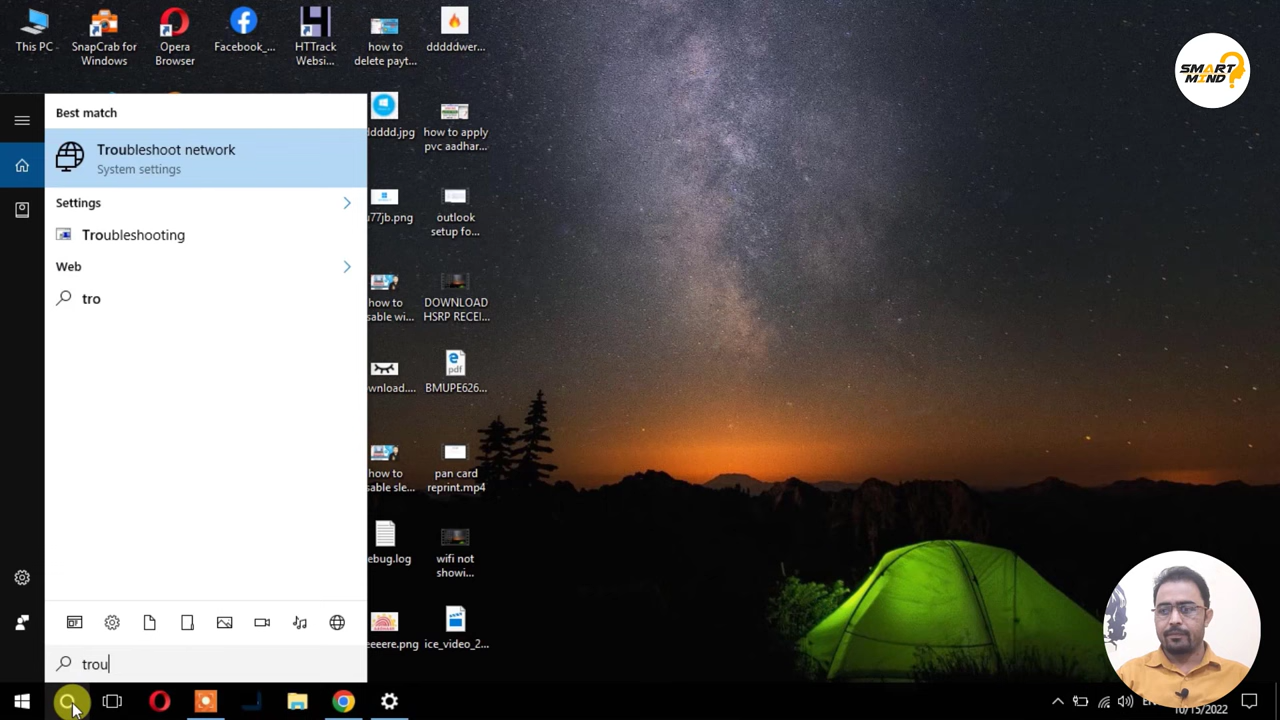 This PC
SnapCrab for
Windows
Opera
Browser
Facebook_...
HTTrack
Websi...
how to
delete payt...
dddddwer...
SMART
MIND
Best match
Troubleshoot network
System settings
Settings
Troubleshooting
Web
tro
ddddd.jpg
how to apply
pvc aadhar...
u77jb.png
outlook
setup fo...
how to
sable wi...
DOWNLOAD
HSRP RECEI...
wnload....
pdf
BMUPE626...
how to
sable sle...
pan card
reprint.mp4
ebug.log
wifi not
showi...
eeeere.png
ice_video_2...
trou
10/15/2022